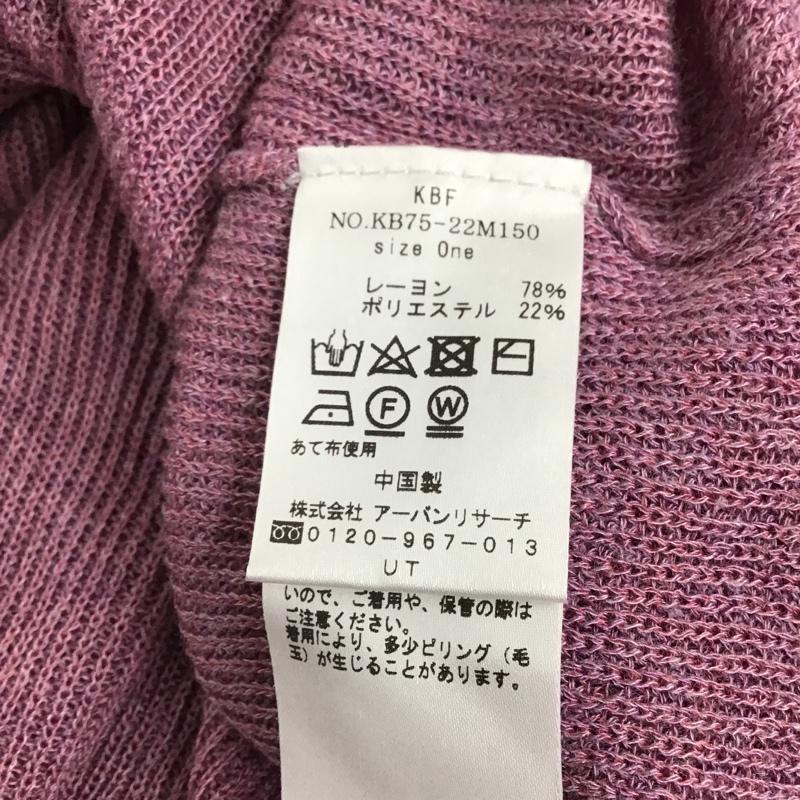 KBF
NO.KB75-22M150
size One
レーヨン 78%
ポリエステル 22%
F W
あて布使用
中国製
株式会社 アーバンリサーチ
0120-967-013
UT
いので、ご着用や、保管の際は
ご注意ください。
着用により、多少ピリング(毛
玉)が生じることがあります。